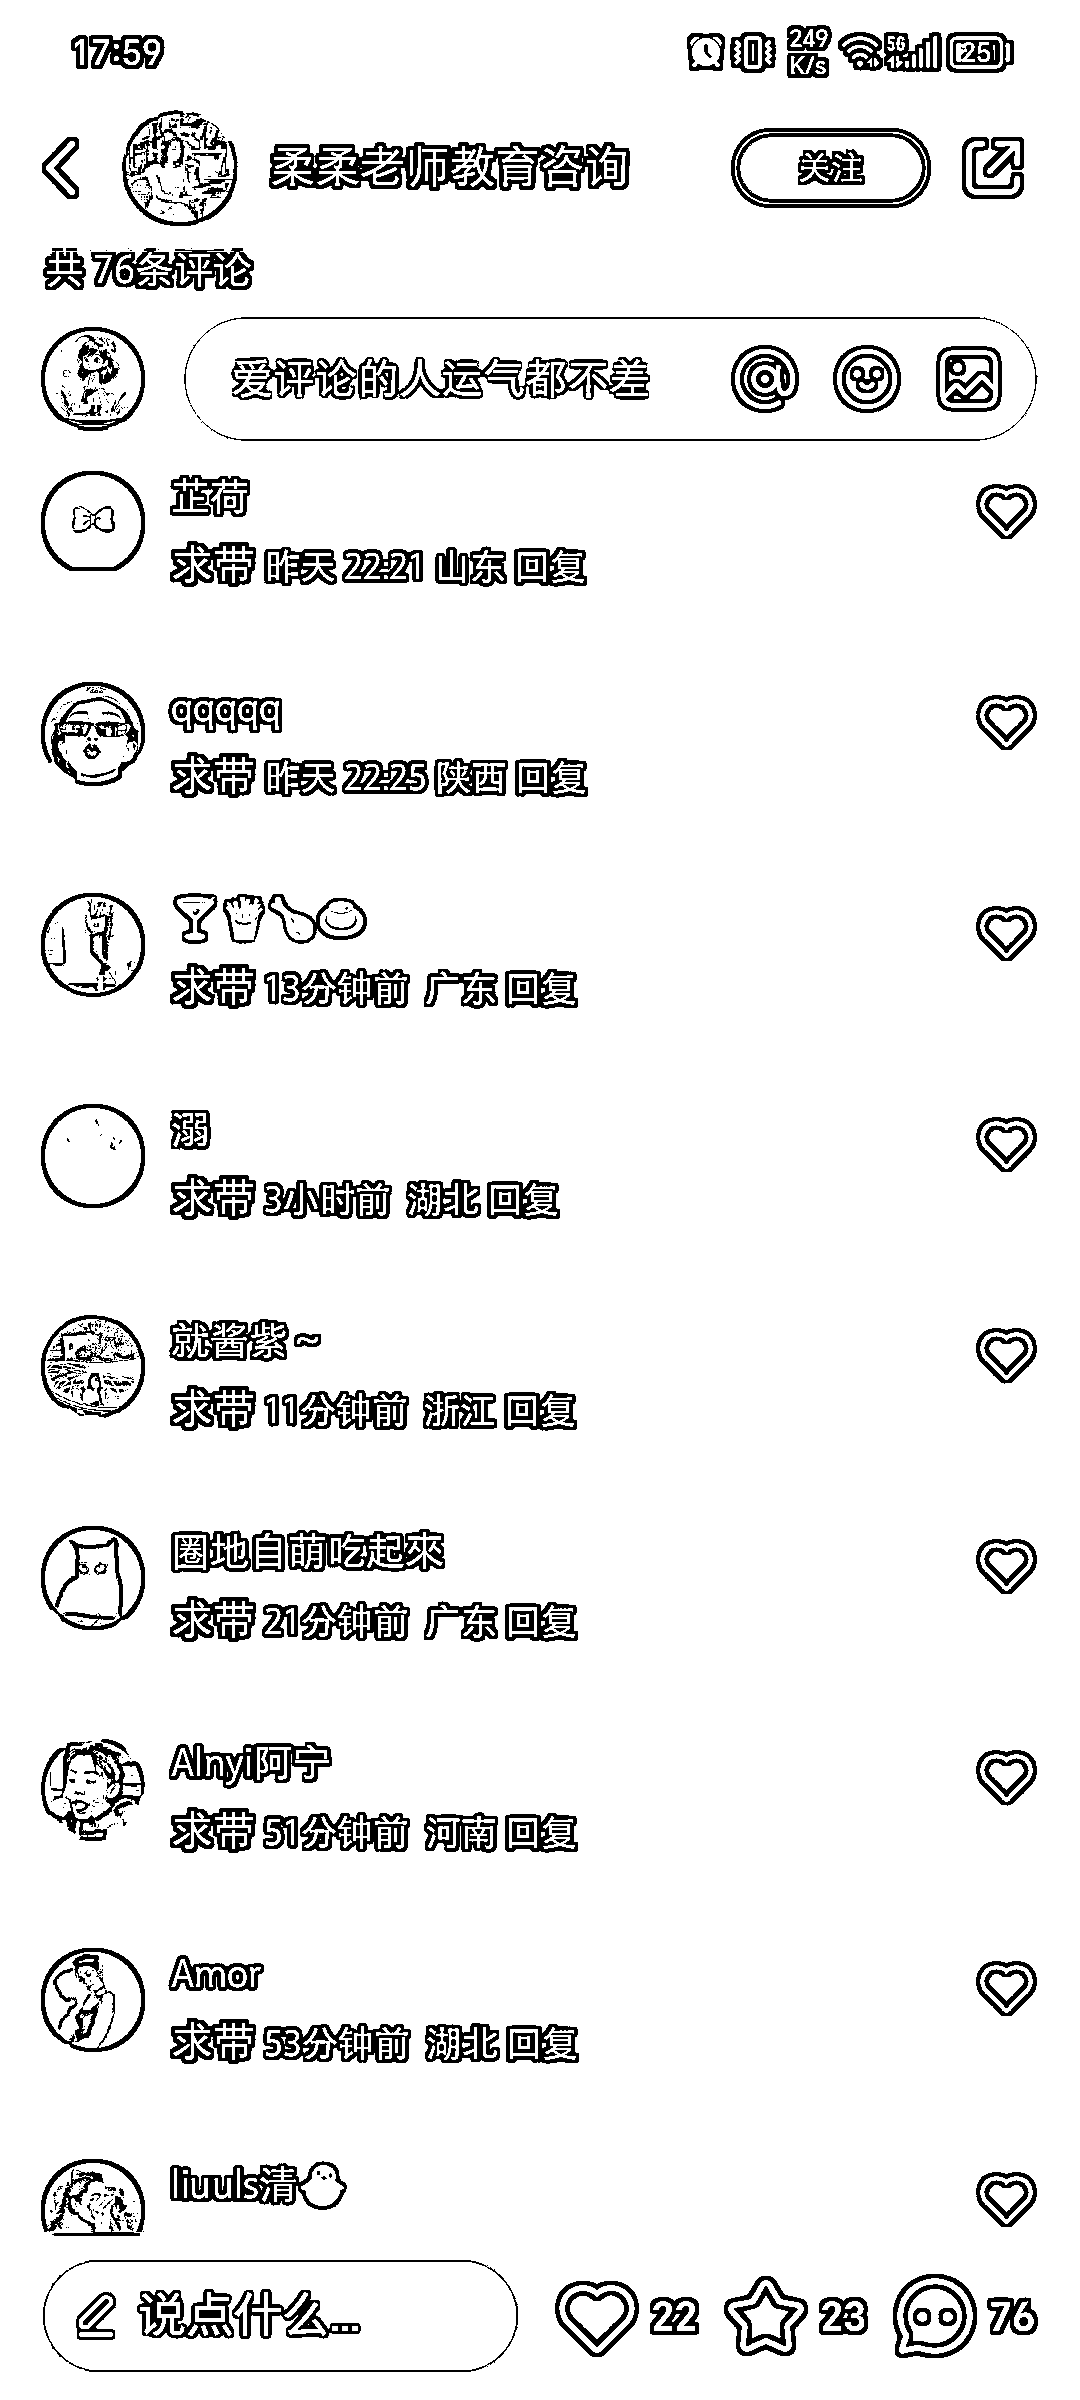 17:59 249 K/s 5G 25
柔柔老师教育咨询 关注
共 76条评论
爱评论的人运气都不差
芷荷
求带 昨天 22:21 山东 回复
qqqqq
求带 昨天 22:25 陕西 回复
求带 13分钟前 广东 回复
溺
求带 3小时前 湖北 回复
就酱紫 ~
求带 11分钟前 浙江 回复
圈地自萌吃起來
求带 21分钟前 广东 回复
Alnyi阿宁
求带 51分钟前 河南 回复
Amor
求带 53分钟前 湖北 回复
liuuls清
说点什么... 22 23 76